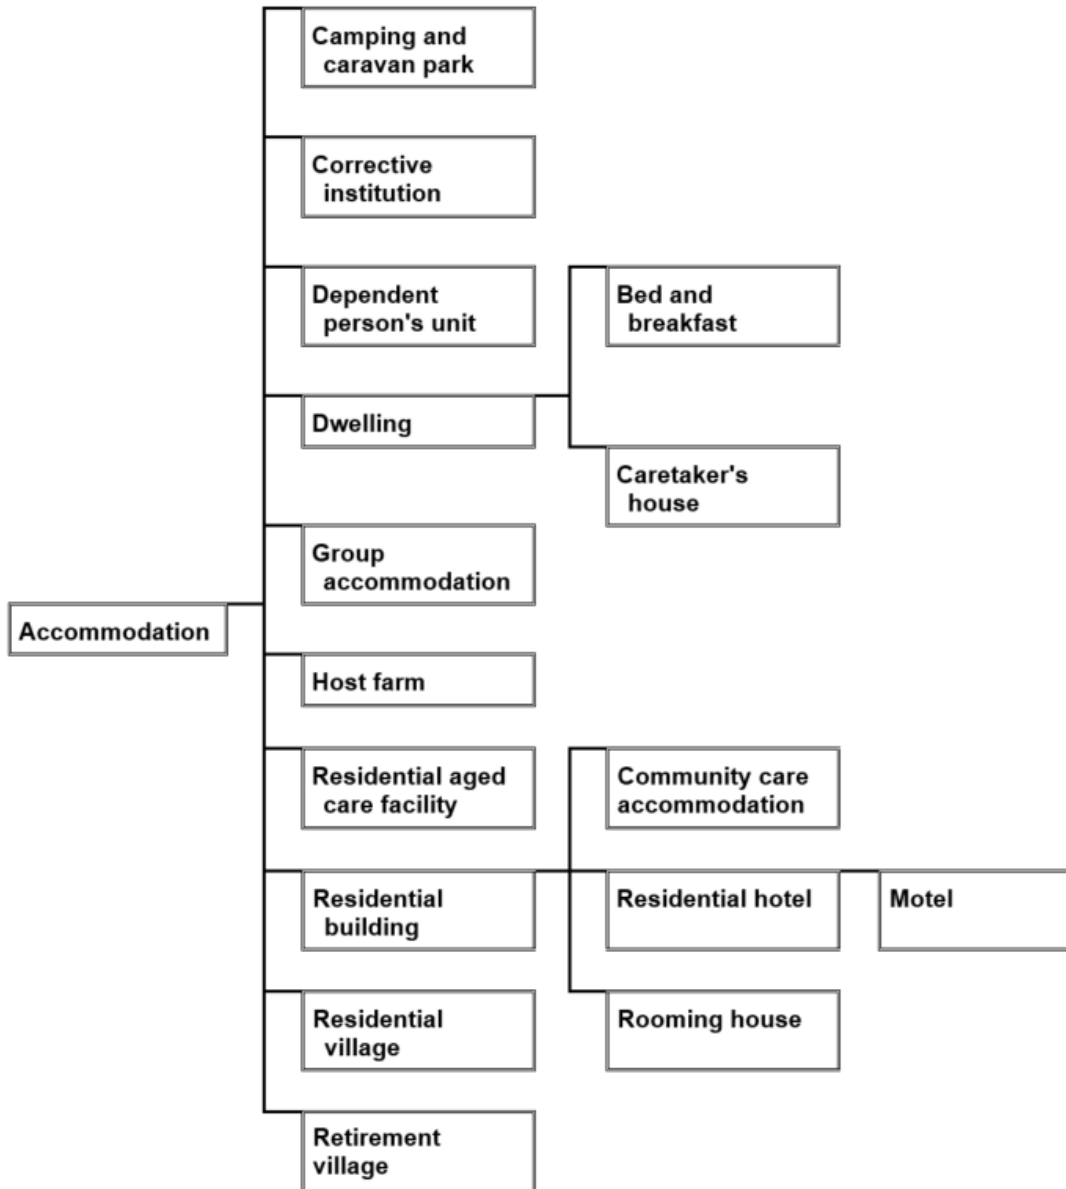 Camping and
caravan park
Corrective
institution
Dependent
person's unit
Bed and
breakfast
Dwelling
Caretaker's
house
Group
accommodation
Accommodation
Host farm
Residential aged
care facility
Community care
accommodation
Residential
building
Residential hotel
Motel
Residential
village
Rooming house
Retirement
village